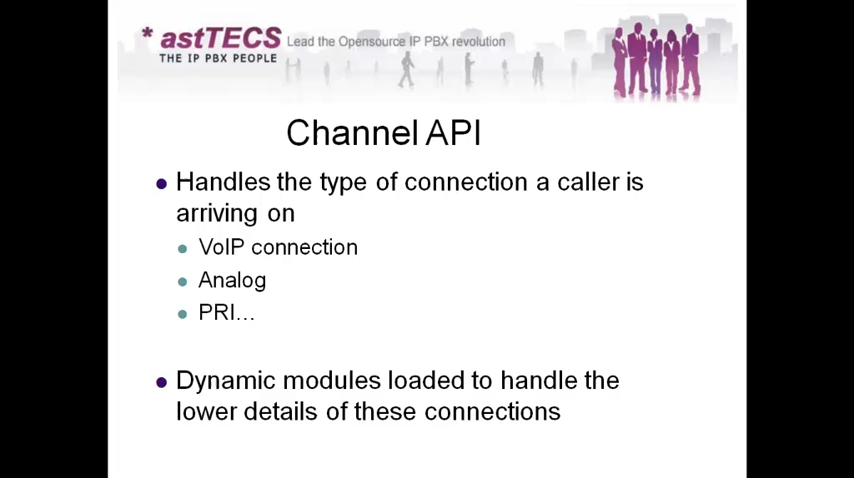 * astTECS Lead the Opensource IP PBX revolution
THE IP PBX PEOPLE
Channel API
Handles the type of connection a caller is
arriving on
VoIP connection
Analog
PRI...
Dynamic modules loaded to handle the
lower details of these connections